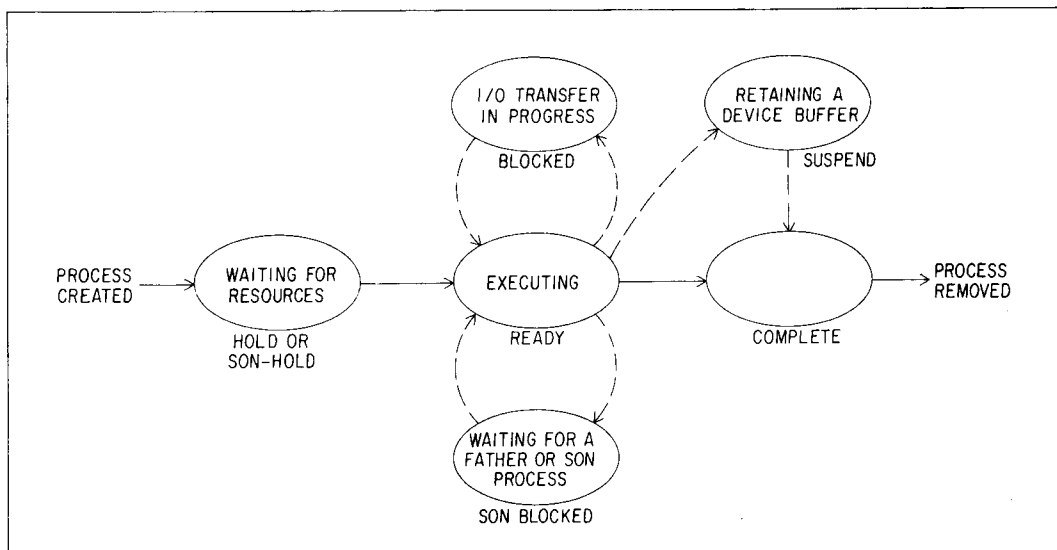 I/O TRANSFER
IN PROGRESS
BLOCKED
RETAINING A
DEVICE BUFFER
SUSPEND
PROCESS
CREATED
WAITING FOR
RESOURCES
HOLD OR
SON-HOLD
EXECUTING
READY
COMPLETE
PROCESS
REMOVED
WAITING FOR A
FATHER OR SON
PROCESS
SON BLOCKED